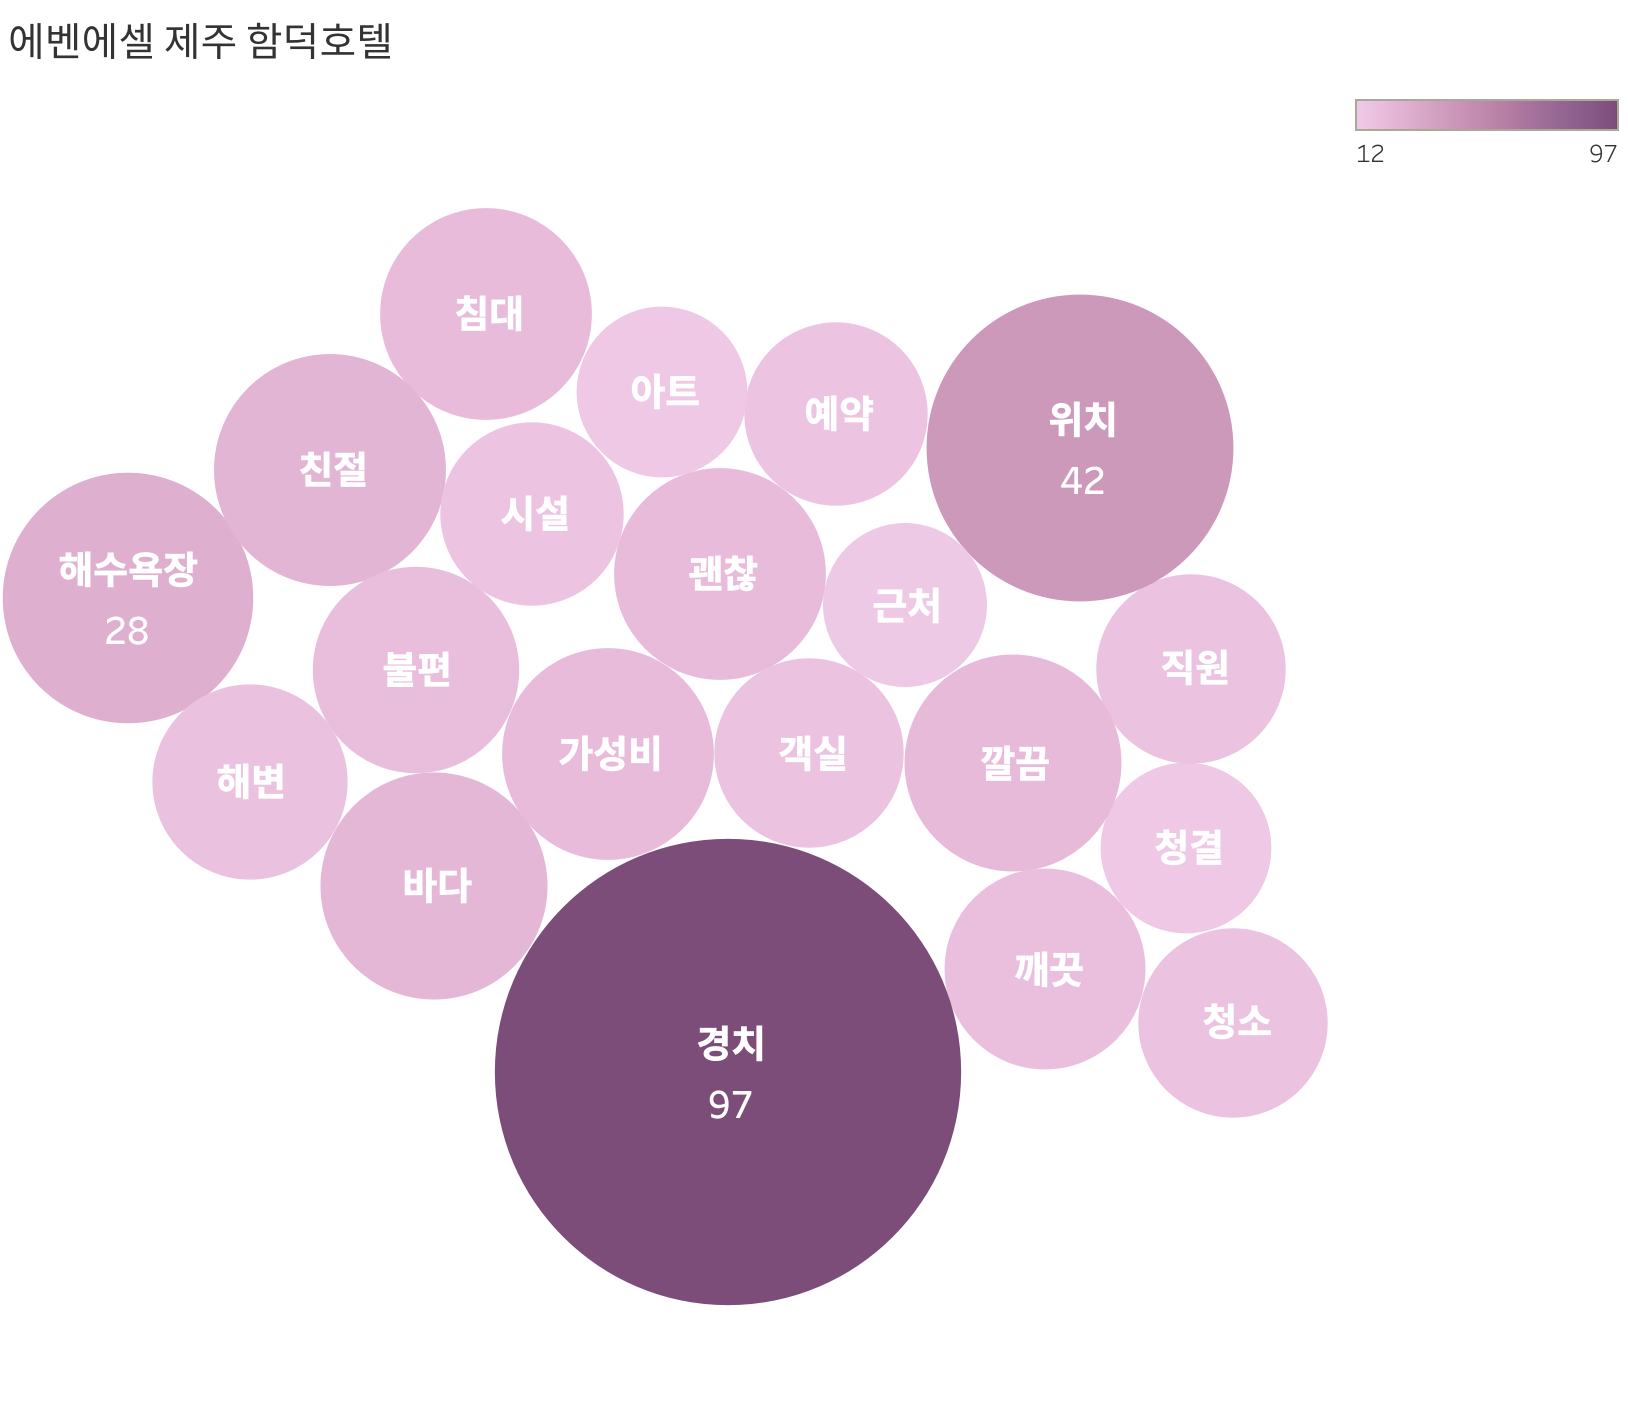 에벤에셀 제주 함덕호텔
12 97
침대
아트
예약
위치
42
친절
시설
해수욕장
28
괜찮
근처
불편
직원
해변
가성비
객실
깔끔
청결
바다
깨끗
청소
경치
97